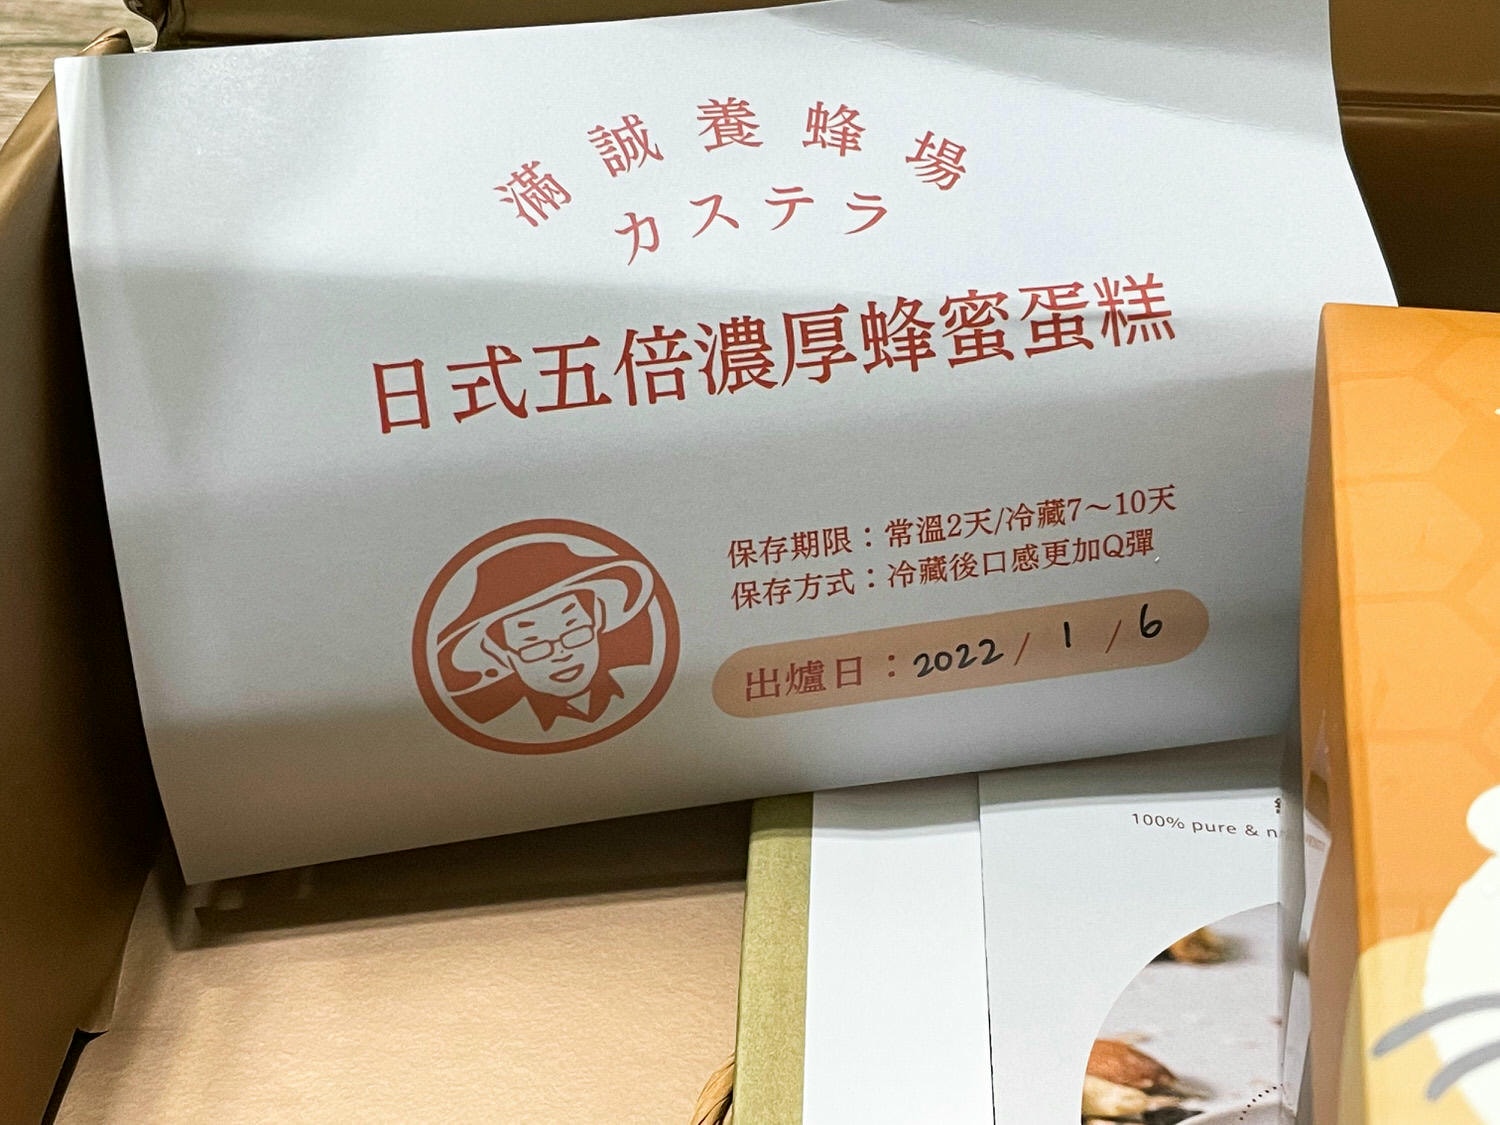 滿誠養蜂場
カステラ
日式五倍濃厚蜂蜜蛋糕
保存期限：常溫2天/冷藏7～10天
保存方式：冷藏後口感更加Q彈
出爐日：2022/1/6
100% pure &